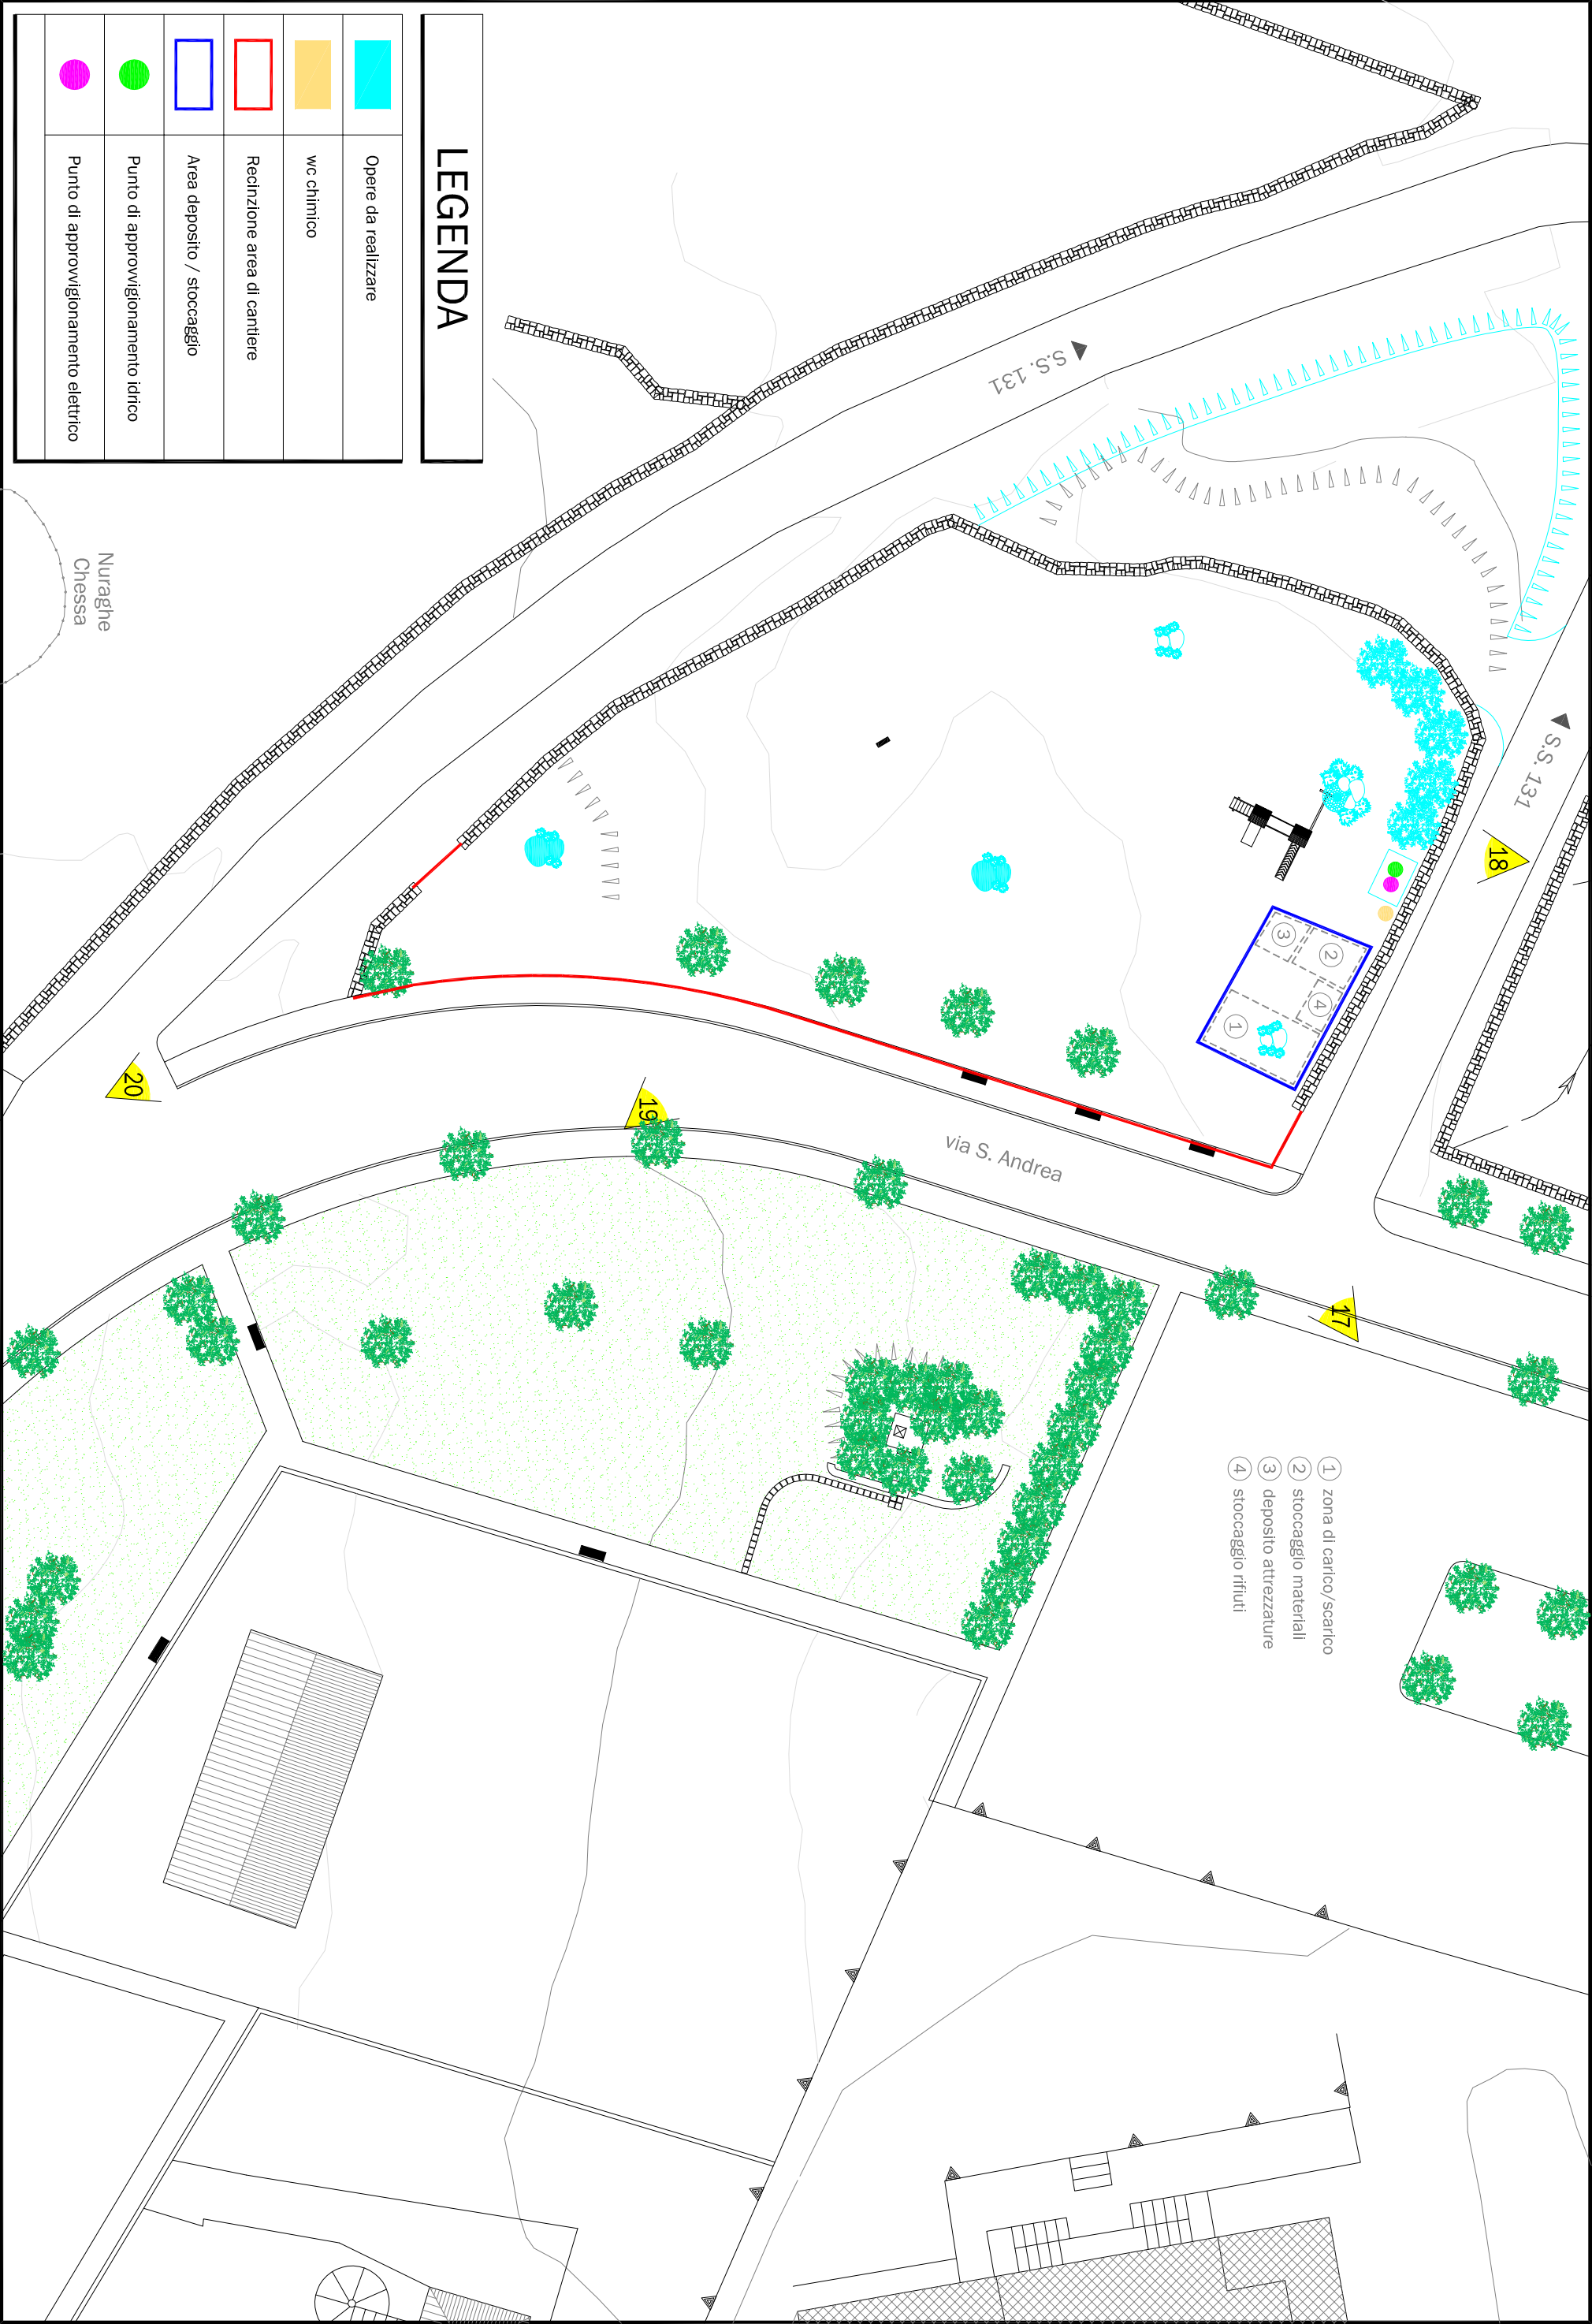 LEGENDA
Opere da realizzare
wc chimico
Recinzione area di cantiere
Area deposito / stoccaggio
Punto di approvvigionamento idrico
Punto di approvvigionamento elettrico
Nuraghe
Chessa
S.S. 131
S.S. 131
18
3
2
4
1
20
19
via S. Andrea
17
1 zona di carico/scarico
2 stoccaggio materiali
3 deposito attrezzature
4 stoccaggio rifiuti